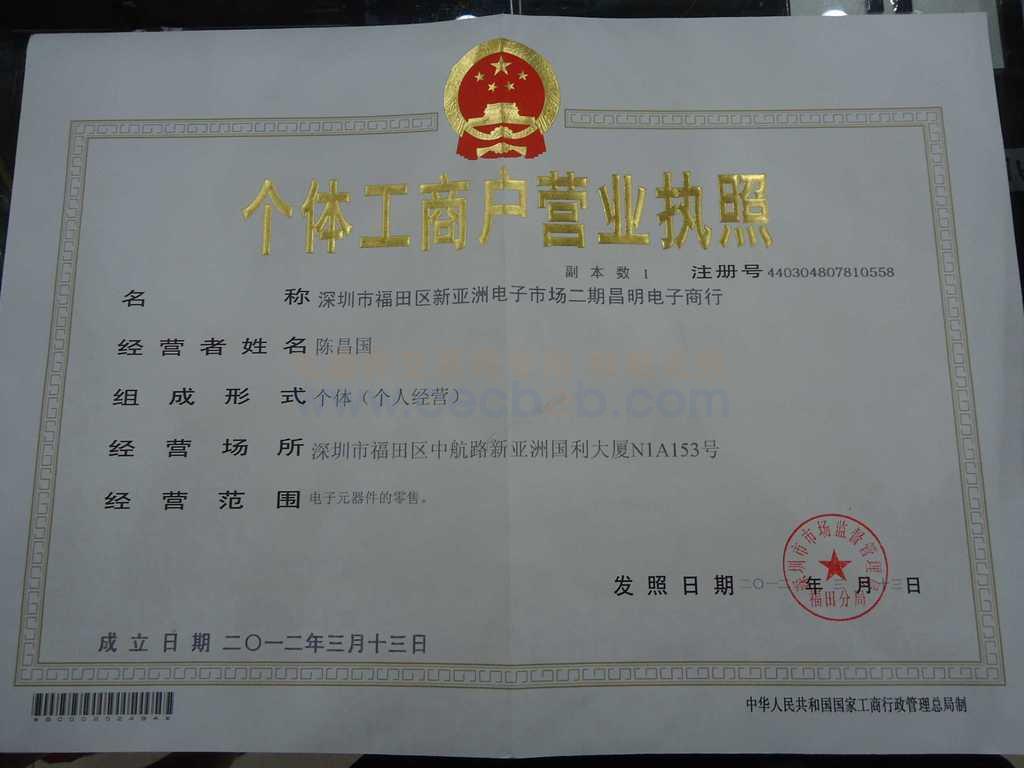 个体工商户营业执照
副本数 1 注册号 440304807810558
名 称 深圳市福田区新亚洲电子市场二期昌明电子商行
经营者姓名 陈昌国
组成形式 个体（个人经营）
经营场所 深圳市福田区中航路新亚洲国利大厦N1A153号
经营范围 电子元器件的零售。
深圳市市场监督管理局
福田分局
发照日期 二〇一二年三月十三日
成立日期 二〇一二年三月十三日
中华人民共和国国家工商行政管理总局制